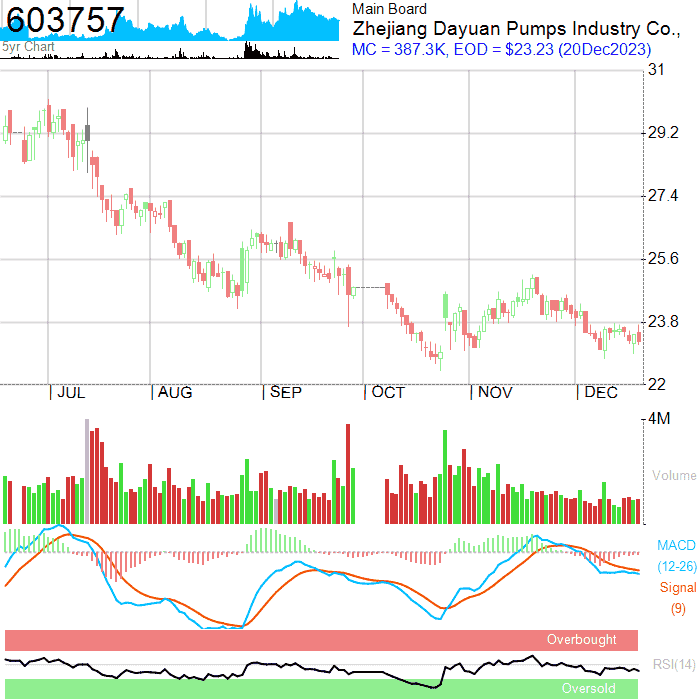 603757
5yr Chart
Main Board
Zhejiang Dayuan Pumps Industry Co.,
MC = 387.3K, EOD = $23.23 (20Dec2023)
31
29.2
27.4
25.6
23.8
22
JUL AUG SEP OCT NOV DEC
4M
Volume
MACD
(12-26)
Signal
(9)
Overbought
RSI(14)
Oversold